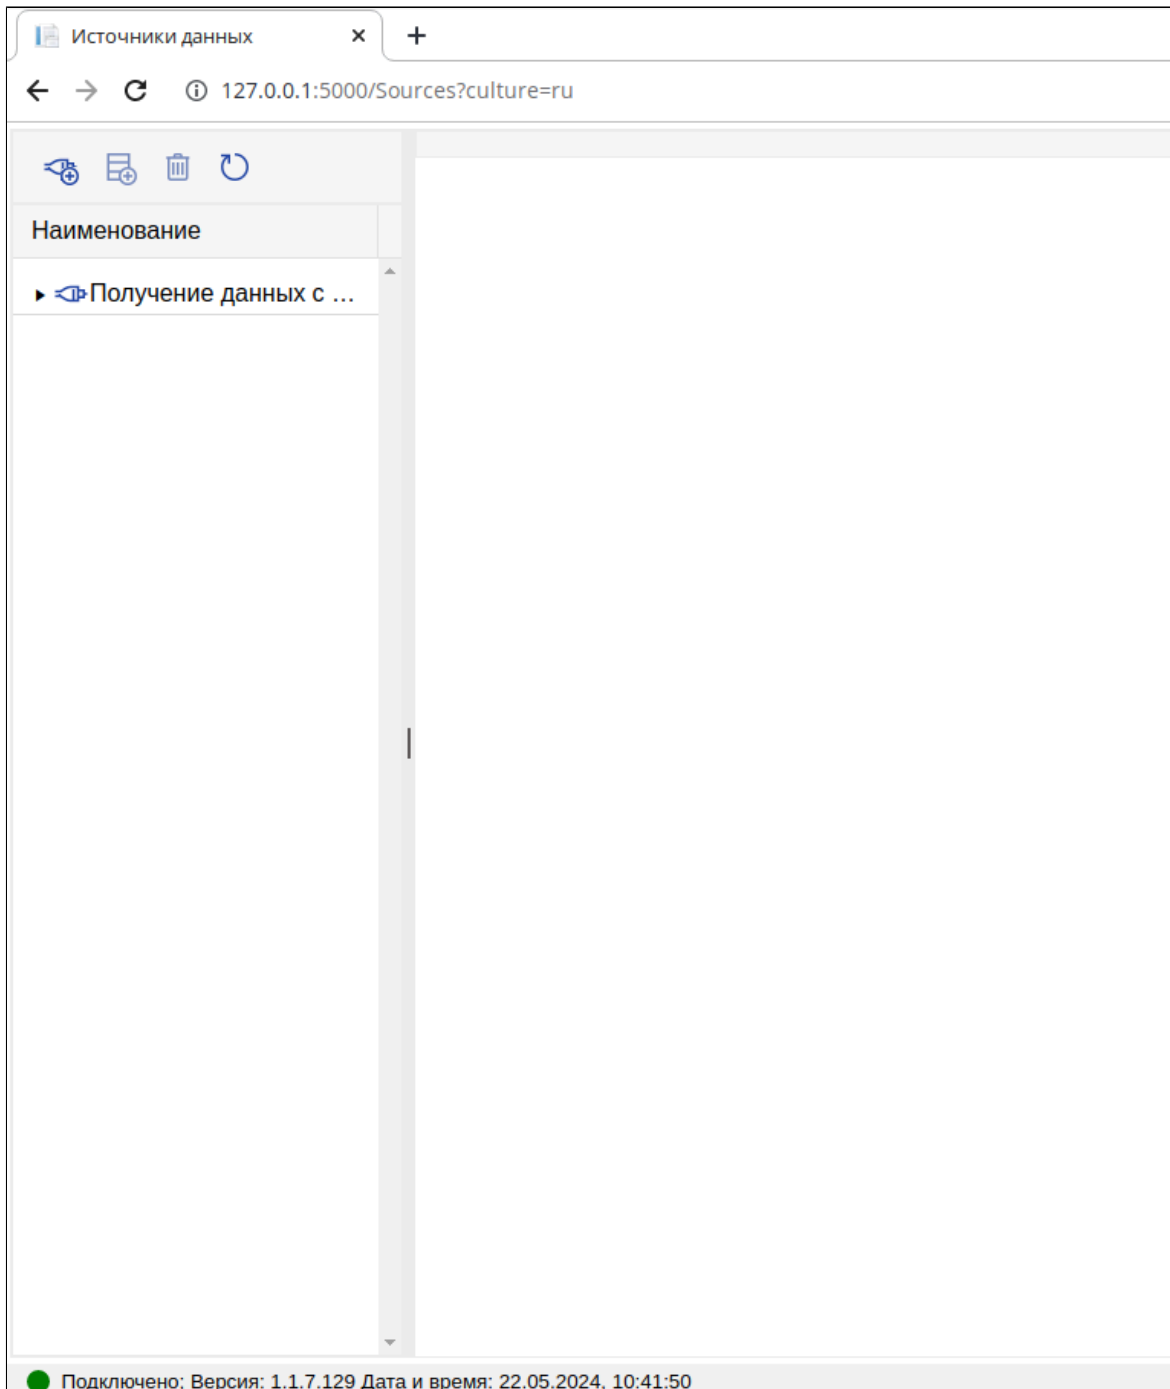 Источники данных
127.0.0.1:5000/Sources?culture=ru
Наименование
Получение данных с ...
Подключено; Версия: 1.1.7.129 Дата и время: 22.05.2024, 10:41:50